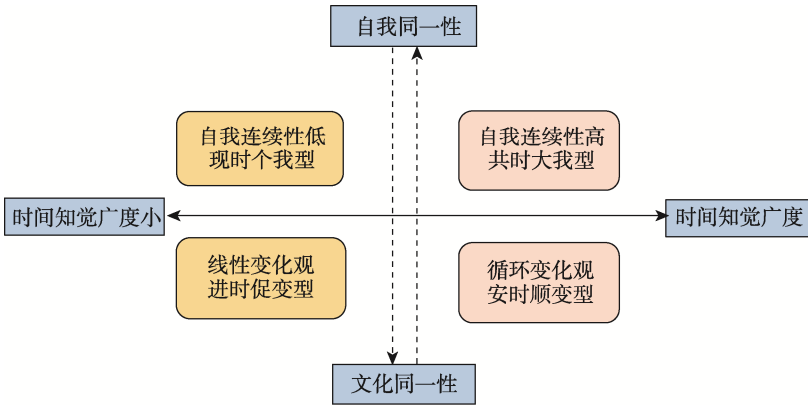 自我同一性
自我连续性低
现时个我型
自我连续性高
共时大我型
时间知觉广度小
时间知觉广度
线性变化观
进时促变型
循环变化观
安时顺变型
文化同一性